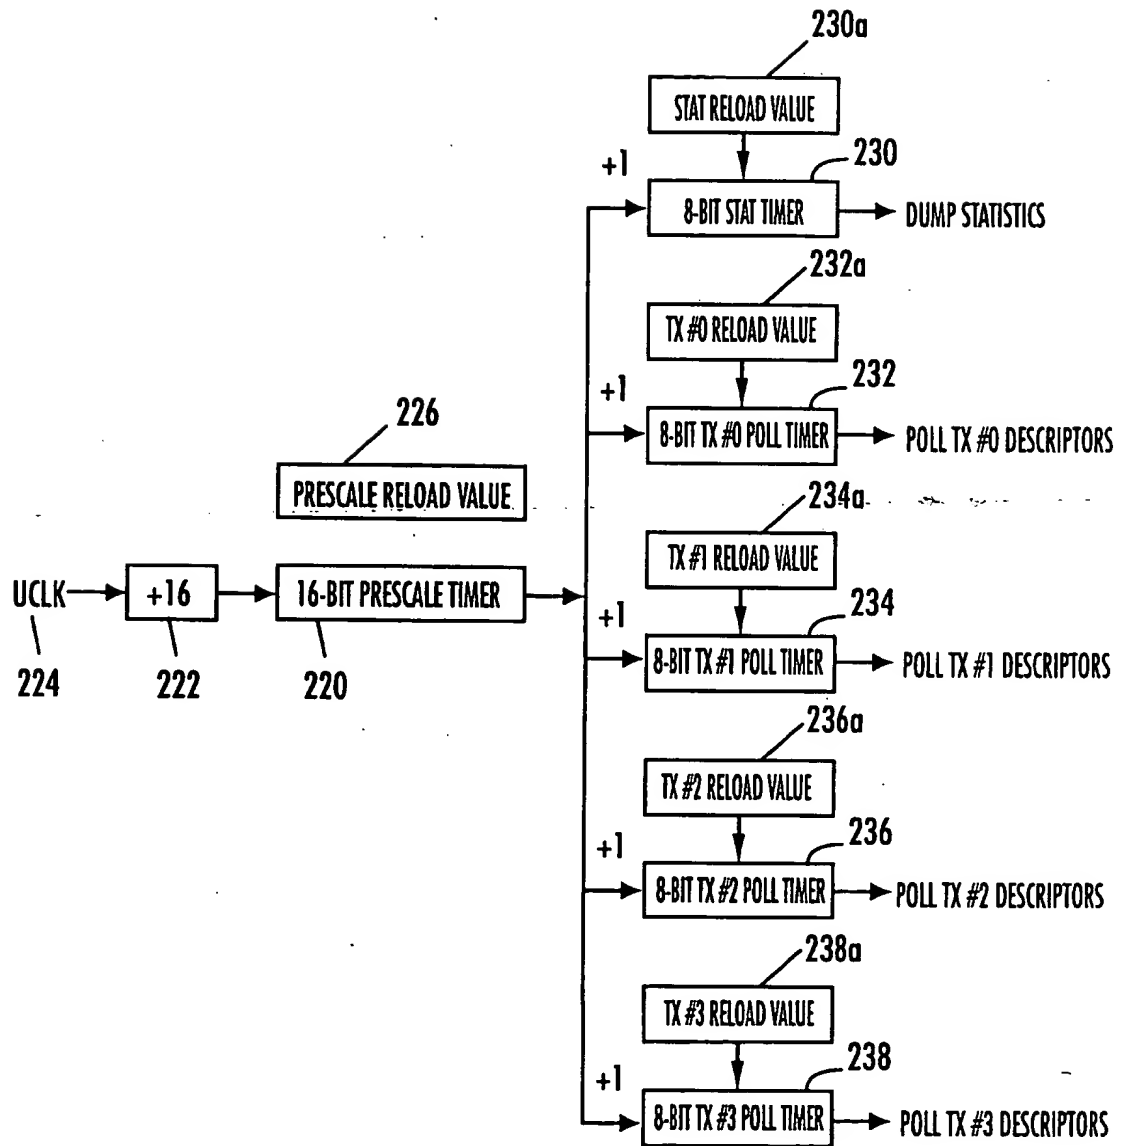 230a
STAT RELOAD VALUE
+1
230
8-BIT STAT TIMER
DUMP STATISTICS
232a
TX #0 RELOAD VALUE
+1
232
8-BIT TX #0 POLL TIMER
POLL TX #0 DESCRIPTORS
226
PRESCALE RELOAD VALUE
234a
TX #1 RELOAD VALUE
UCLK
+16
16-BIT PRESCALE TIMER
+1
234
8-BIT TX #1 POLL TIMER
POLL TX #1 DESCRIPTORS
224
222
220
236a
TX #2 RELOAD VALUE
+1
236
8-BIT TX #2 POLL TIMER
POLL TX #2 DESCRIPTORS
238a
TX #3 RELOAD VALUE
+1
238
8-BIT TX #3 POLL TIMER
POLL TX #3 DESCRIPTORS